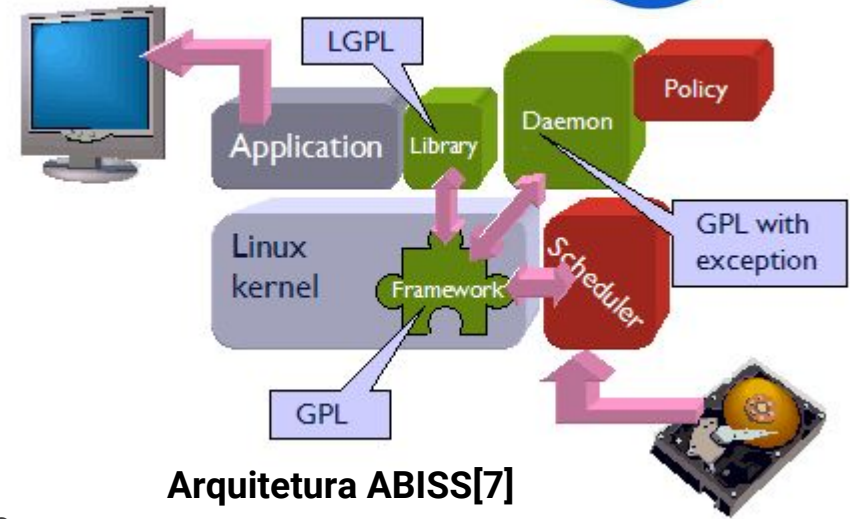 LGPL
Policy
Daemon
Application
Library
GPL with
exception
Linux
kernel
Scheduler
Framework
GPL
Arquitetura ABISS[7]